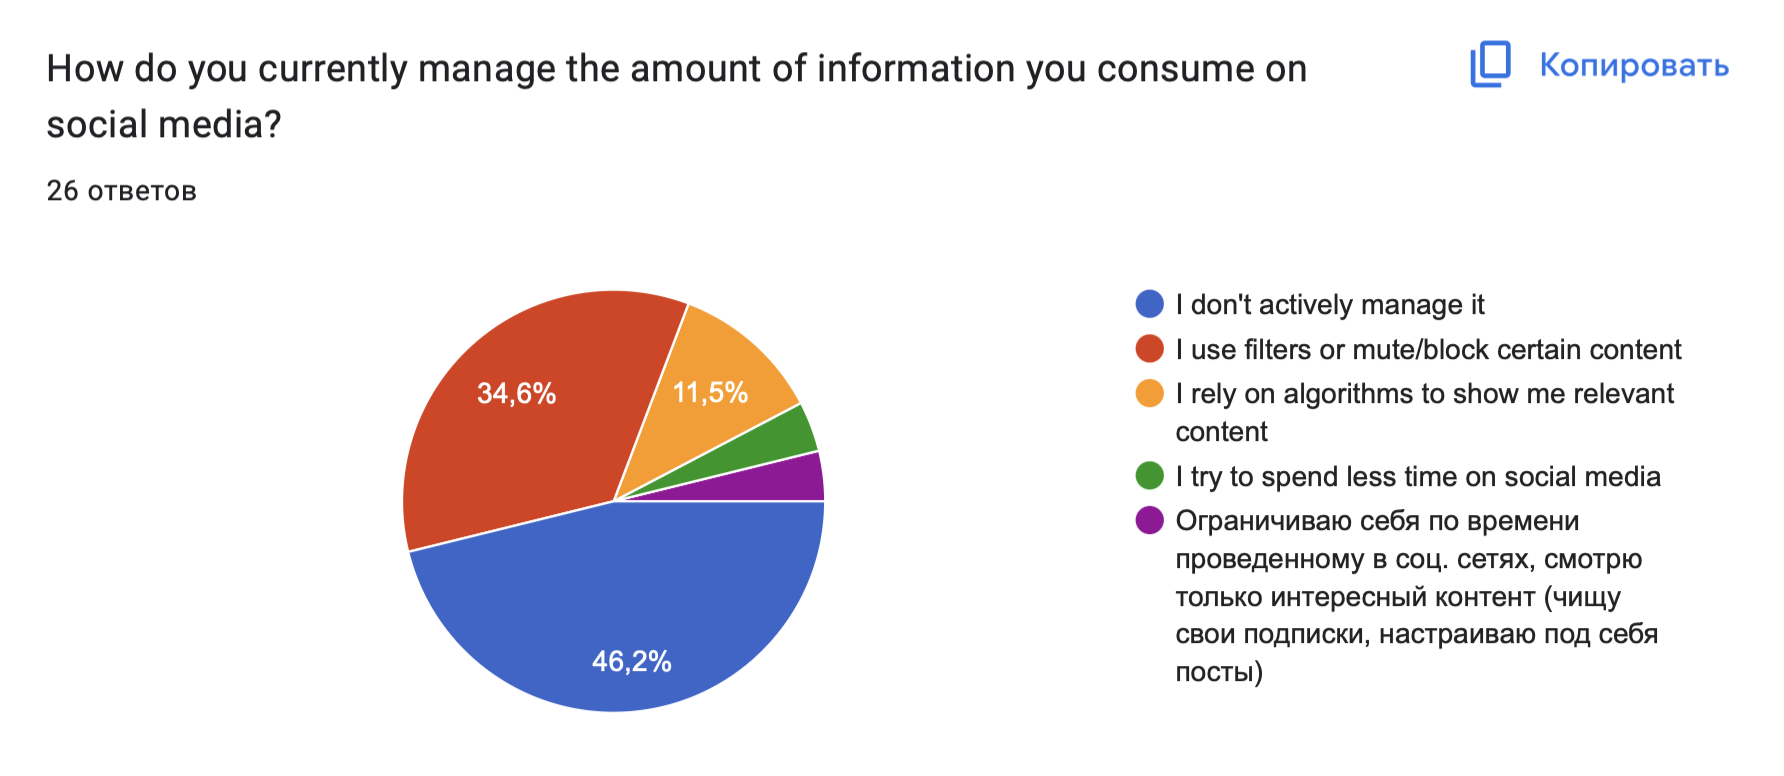 How do you currently manage the amount of information you consume on
social media?
Копировать
26 ответов
34,6%
11,5%
46,2%
I don't actively manage it
I use filters or mute/block certain content
I rely on algorithms to show me relevant
content
I try to spend less time on social media
Ограничиваю себя по времени
проведенному в соц. сетях, смотрю
только интересный контент (чищу
свои подписки, настраиваю под себя
посты)